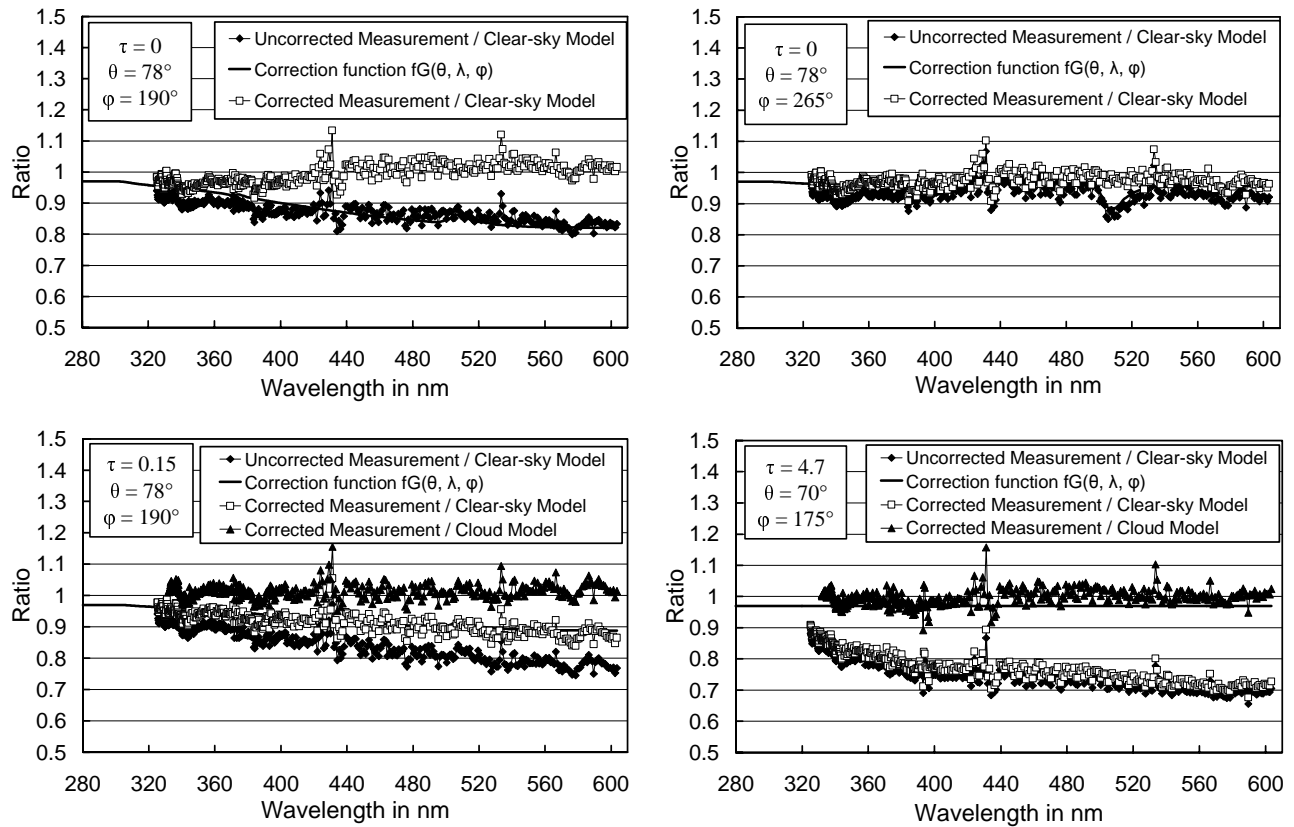 1.5
1.4
1.3
1.2
1.1
1
0.9
0.8
0.7
0.6
0.5
Ratio
τ = 0
θ = 78°
φ = 190°
Uncorrected Measurement / Clear-sky Model
Correction function fG(θ, λ, φ)
Corrected Measurement / Clear-sky Model
280 320 360 400 440 480 520 560 600
Wavelength in nm
1.5
1.4
1.3
1.2
1.1
1
0.9
0.8
0.7
0.6
0.5
Ratio
τ = 0
θ = 78°
φ = 265°
Uncorrected Measurement / Clear-sky Model
Correction function fG(θ, λ, φ)
Corrected Measurement / Clear-sky Model
280 320 360 400 440 480 520 560 600
Wavelength in nm
1.5
1.4
1.3
1.2
1.1
1
0.9
0.8
0.7
0.6
0.5
Ratio
τ = 0.15
θ = 78°
φ = 190°
Uncorrected Measurement / Clear-sky Model
Correction function fG(θ, λ, φ)
Corrected Measurement / Clear-sky Model
Corrected Measurement / Cloud Model
280 320 360 400 440 480 520 560 600
Wavelength in nm
1.5
1.4
1.3
1.2
1.1
1
0.9
0.8
0.7
0.6
0.5
Ratio
τ = 4.7
θ = 70°
φ = 175°
Uncorrected Measurement / Clear-sky Model
Correction function fG(θ, λ, φ)
Corrected Measurement / Clear-sky Model
Corrected Measurement / Cloud Model
280 320 360 400 440 480 520 560 600
Wavelength in nm